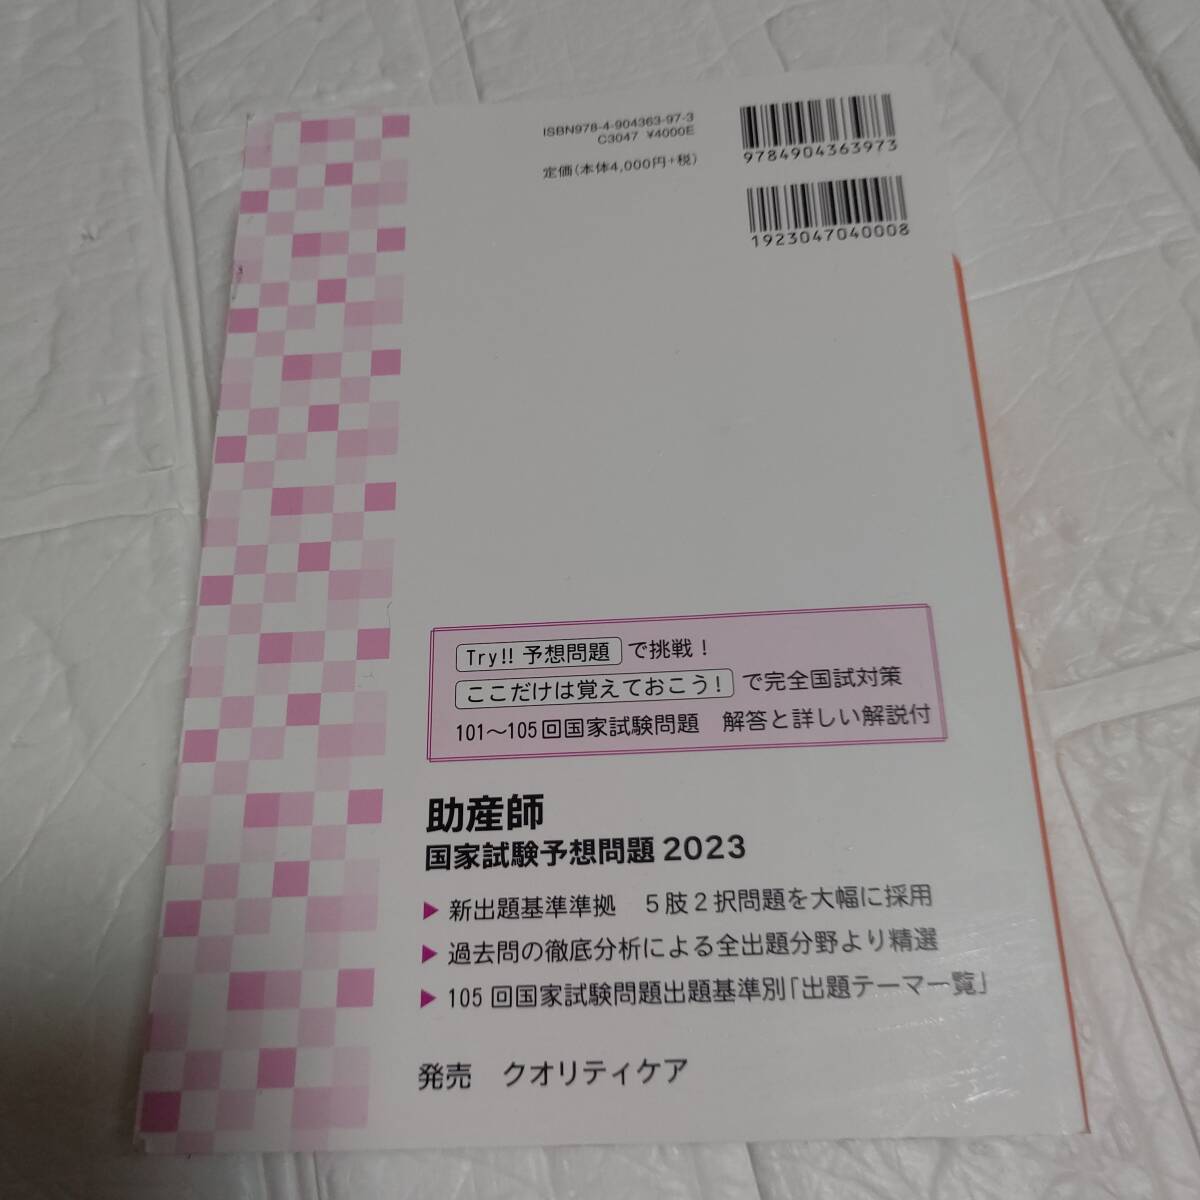 ISBN978-4-904363-97-3
C3047 ¥4000E
定価(本体4,000円+税)
9784904363973
1923047040008
Try!! 予想問題 で挑戦！
ここだけは覚えておこう！ で完全国試対策
101〜105回国家試験問題 解答と詳しい解説付
助産師
国家試験予想問題 2023
▶ 新出題基準準拠 5肢2択問題を大幅に採用
▶ 過去問の徹底分析による全出題分野より精選
▶ 105回国家試験問題出題基準別「出題テーマ一覧」
発売 クオリティケア